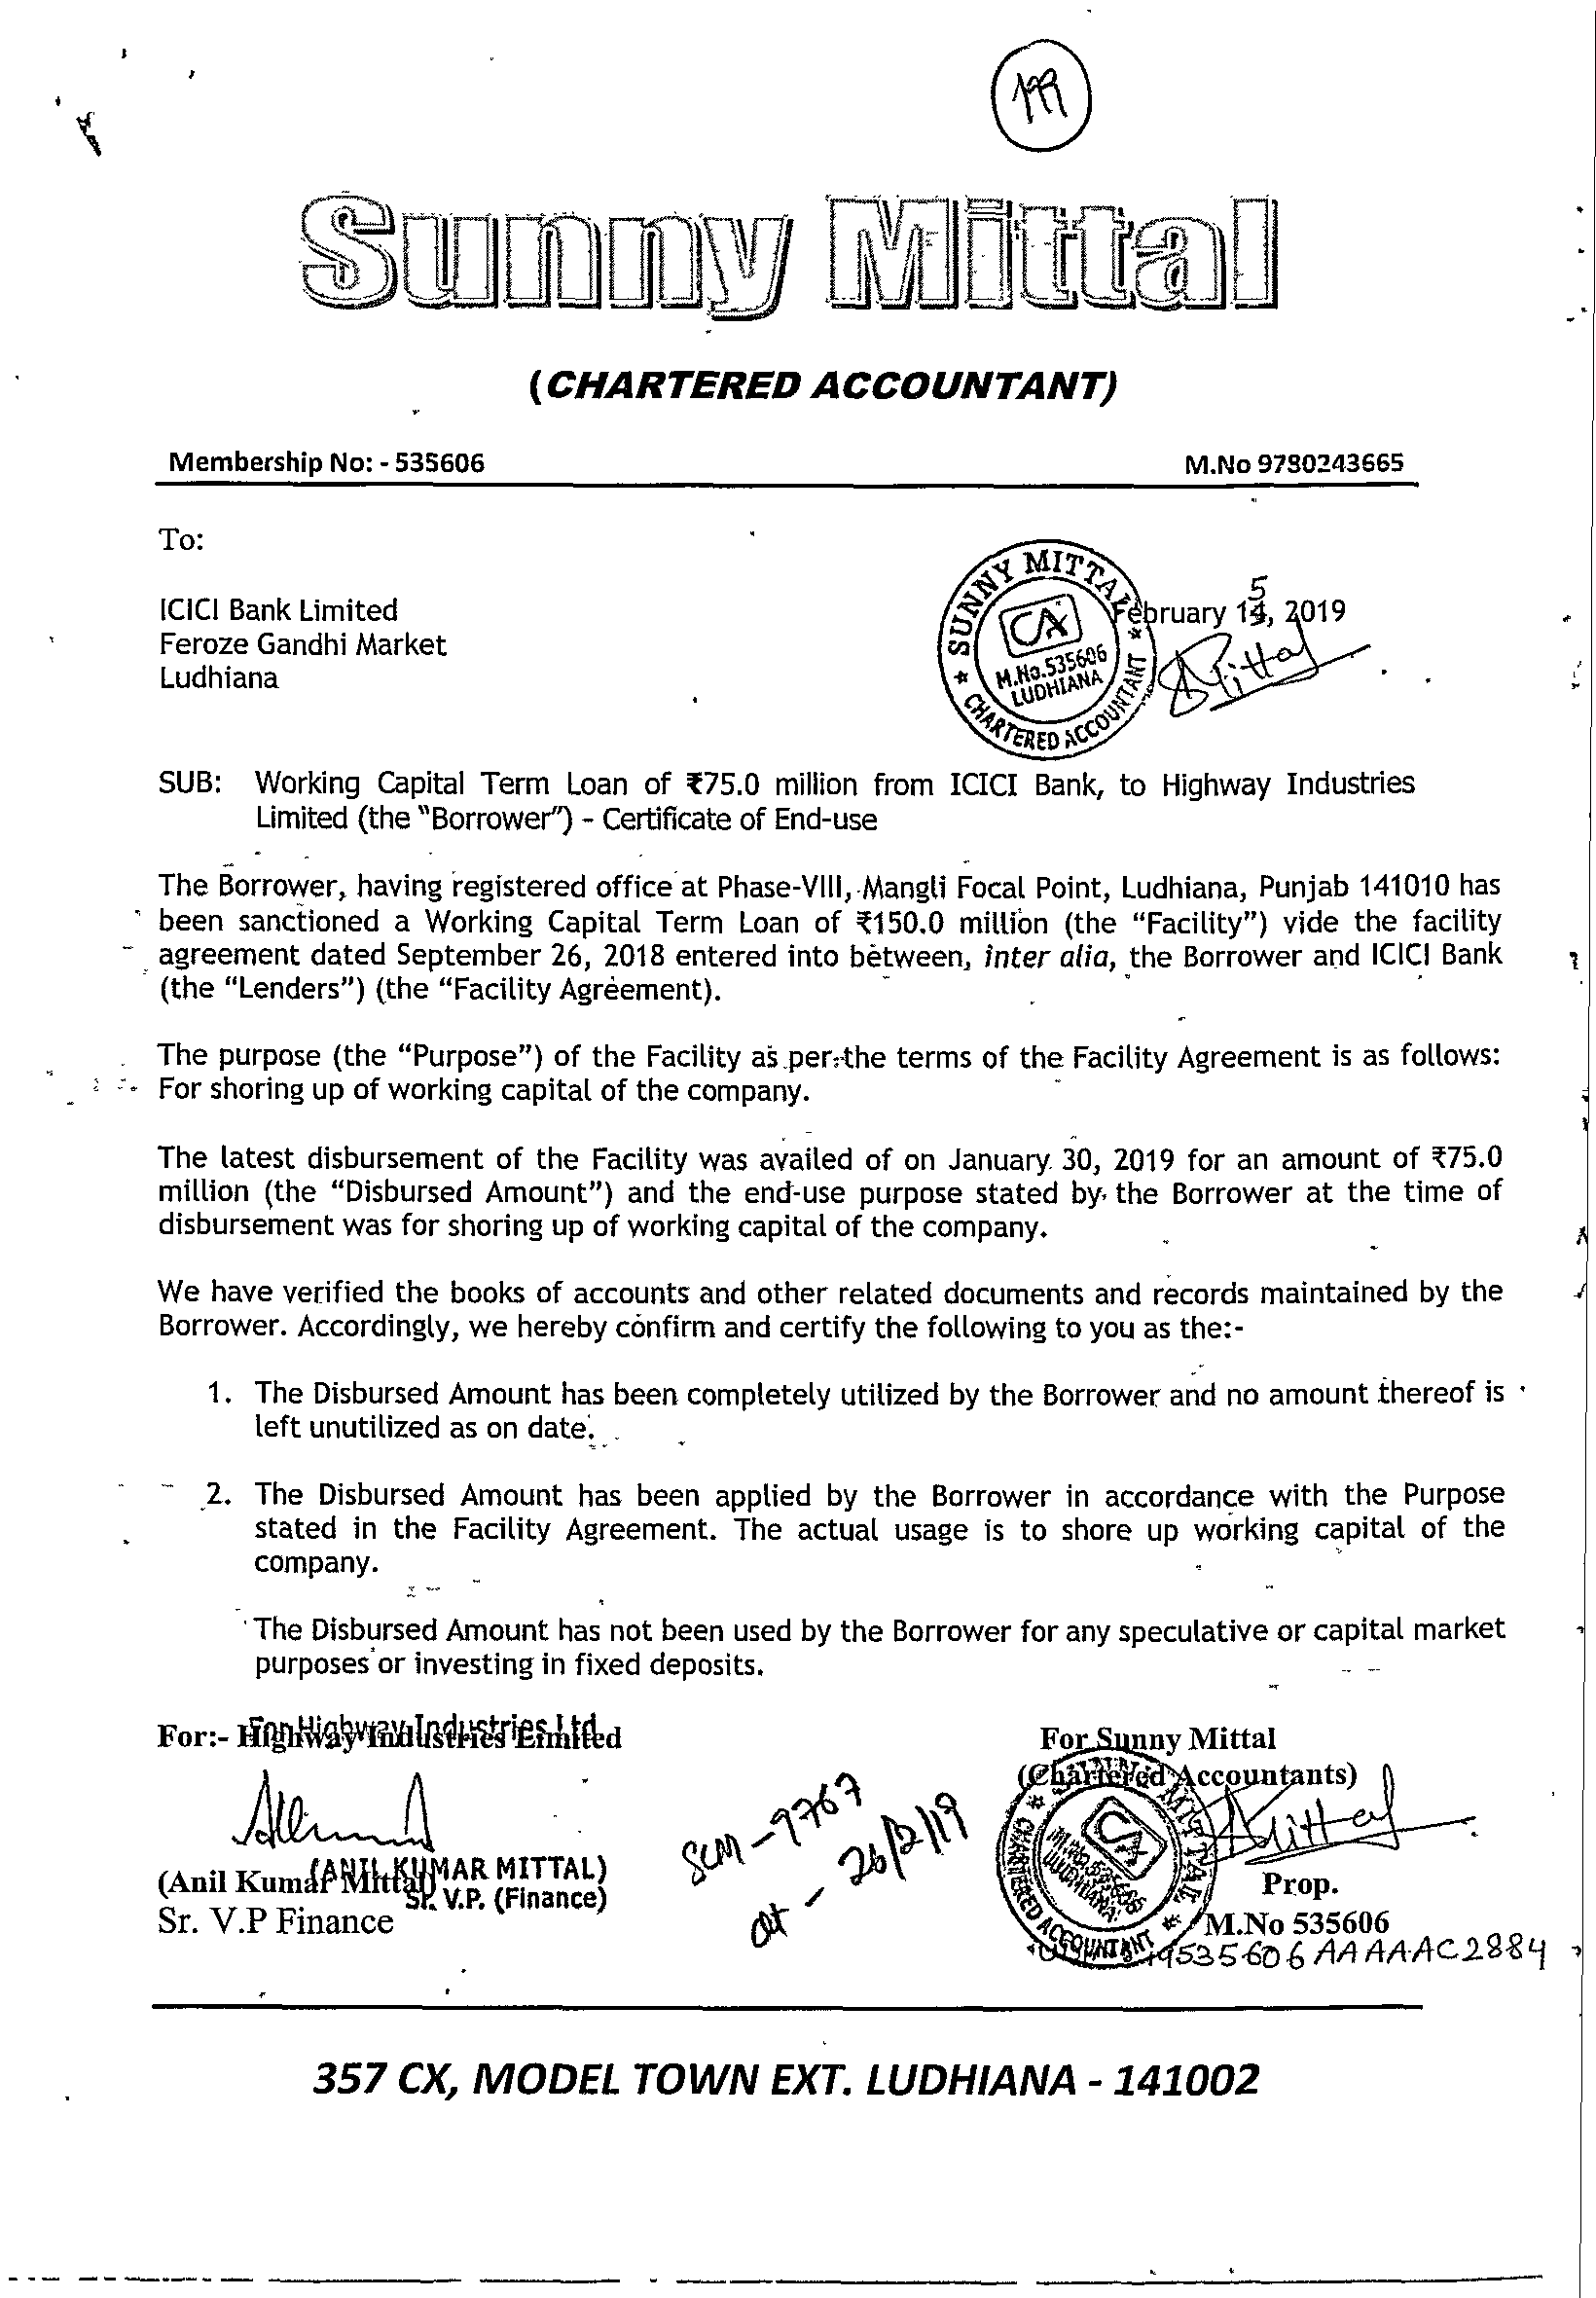 Sunny Mittal
(CHARTERED ACCOUNTANT)
Membership No: - 535606 M.No 9780243665
To:
ICICI Bank Limited
Feroze Gandhi Market
Ludhiana
SUNNY MITTAL
CA
M.No.535606
LUDHIANA
CHARTERED ACCOUNTANT
February 15, 2019
SUB: Working Capital Term Loan of ₹75.0 million from ICICI Bank, to Highway Industries
Limited (the "Borrower") - Certificate of End-use
The Borrower, having registered office at Phase-VIII, Mangli Focal Point, Ludhiana, Punjab 141010 has
been sanctioned a Working Capital Term Loan of ₹150.0 million (the “Facility”) vide the facility
agreement dated September 26, 2018 entered into between, inter alia, the Borrower and ICICI Bank
(the “Lenders”) (the “Facility Agreement).
The purpose (the “Purpose”) of the Facility as per the terms of the Facility Agreement is as follows:
For shoring up of working capital of the company.
The latest disbursement of the Facility was availed of on January 30, 2019 for an amount of ₹75.0
million (the “Disbursed Amount”) and the end-use purpose stated by the Borrower at the time of
disbursement was for shoring up of working capital of the company.
We have verified the books of accounts and other related documents and records maintained by the
Borrower. Accordingly, we hereby confirm and certify the following to you as the:-
1. The Disbursed Amount has been completely utilized by the Borrower and no amount thereof is
left unutilized as on date.
2. The Disbursed Amount has been applied by the Borrower in accordance with the Purpose
stated in the Facility Agreement. The actual usage is to shore up working capital of the
company.
The Disbursed Amount has not been used by the Borrower for any speculative or capital market
purposes or investing in fixed deposits.
For:- Highway Industries Limited
For Highway Industries Ltd.
For Sunny Mittal
(Chartered Accountants)
SUNNY MITTAL
CA
CHARTERED ACCOUNTANT
SCM - 9767
at - 26/2/19
(Anil Kumar Mittal)
(ANIL KUMAR MITTAL)
Sr. V.P. (Finance)
Sr. V.P Finance
Prop.
M.No 535606
19535606AAAAAC2884
357 CX, MODEL TOWN EXT. LUDHIANA - 141002